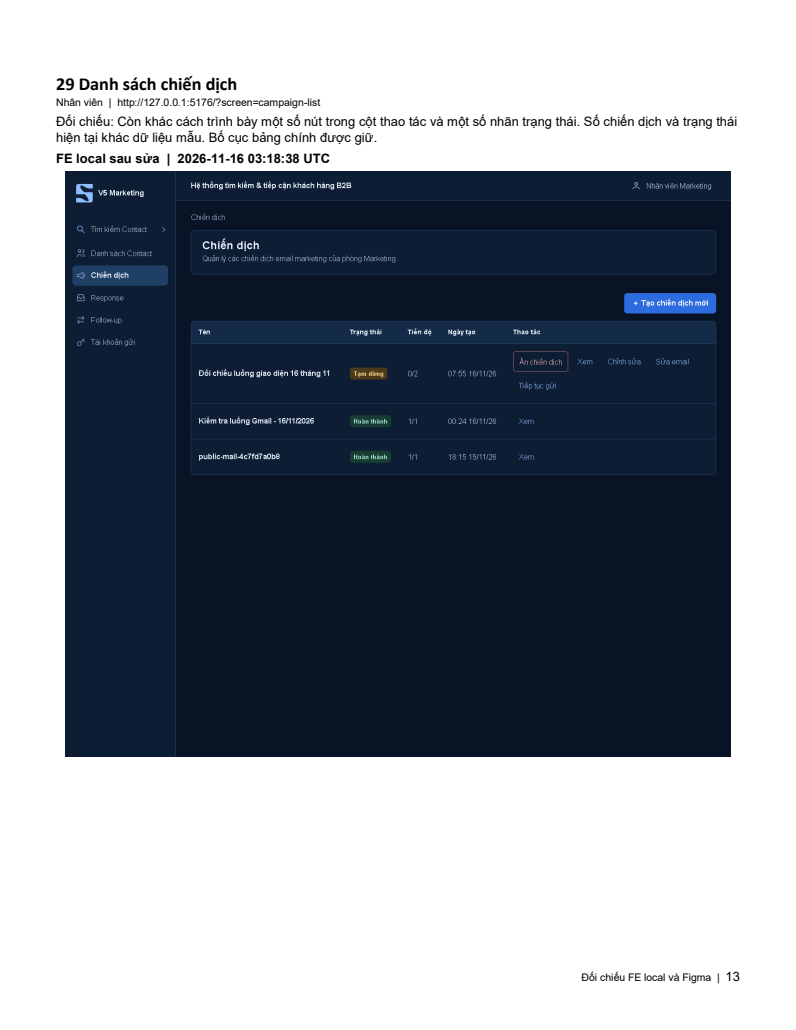 29 Danh sách chiến dịch
Nhân viên | http://127.0.0.1:5176/?screen=campaign-list
Đối chiếu: Còn khác cách trình bày một số nút trong cột thao tác và một số nhãn trạng thái. Số chiến dịch và trạng thái
hiện tại khác dữ liệu mẫu. Bố cục bảng chính được giữ.
FE local sau sửa | 2026-11-16 03:18:38 UTC
V5 Marketing
Hệ thống tìm kiếm & tiếp cận khách hàng B2B
Nhân viên Marketing
Tìm kiếm Contact
Danh sách Contact
Chiến dịch
Response
Follow-up
Tài khoản gửi
Chiến dịch
Chiến dịch
Quản lý các chiến dịch email marketing của phòng Marketing.
+ Tạo chiến dịch mới
Tên Trạng thái Tiến độ Ngày tạo Thao tác
Đối chiếu luồng giao diện 16 tháng 11 Tạm dừng 0/2 07:55 16/11/26 Ẩn chiến dịch Xem Chỉnh sửa Sửa email
Tiếp tục gửi
Kiểm tra luồng Gmail - 16/11/2026 Hoàn thành 1/1 00:24 16/11/26 Xem
public-mail-4c7fd7a0b8 Hoàn thành 1/1 18:15 15/11/26 Xem
Đối chiếu FE local và Figma | 13